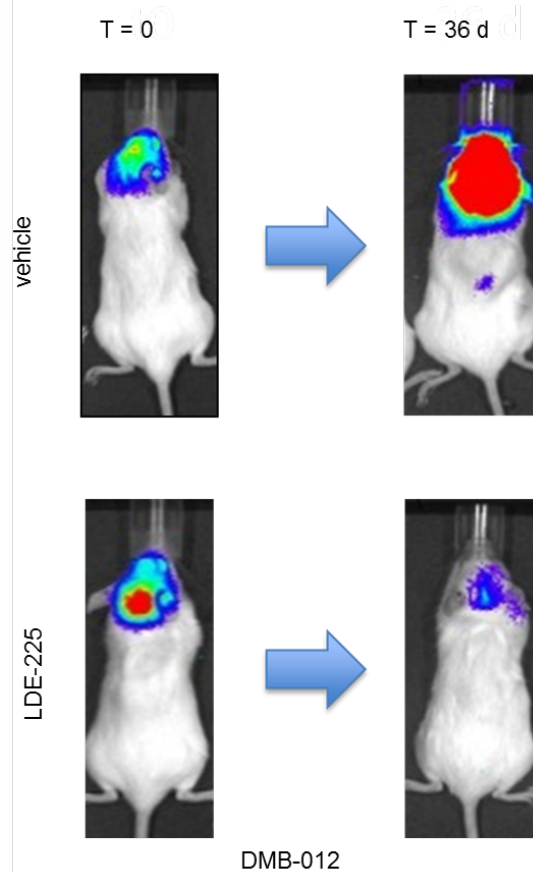 T = 0
T = 36 d
vehicle
LDE-225
DMB-012